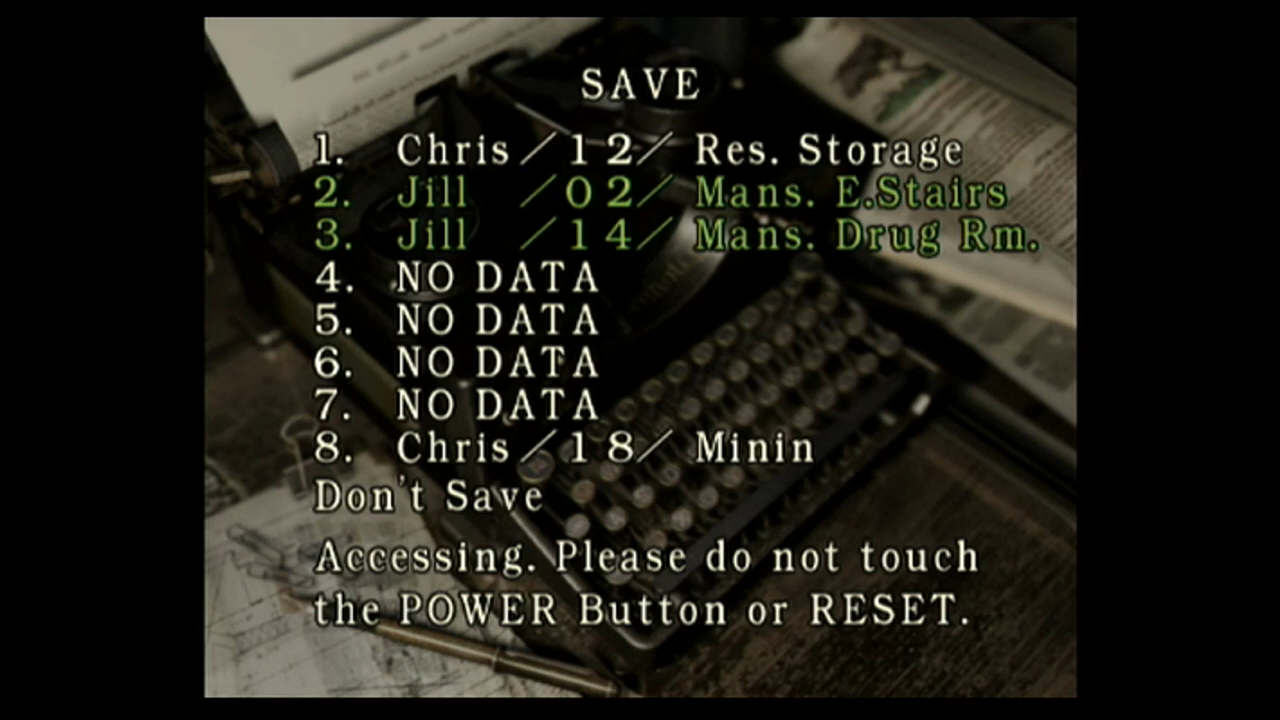 SAVE
1. Chris/12/ Res. Storage
2. Jill /02/ Mans. E.Stairs
3. Jill /14/ Mans. Drug Rm.
4. NO DATA
5. NO DATA
6. NO DATA
7. NO DATA
8. Chris/18/ Minin
Don't Save
Accessing. Please do not touch
the POWER Button or RESET.